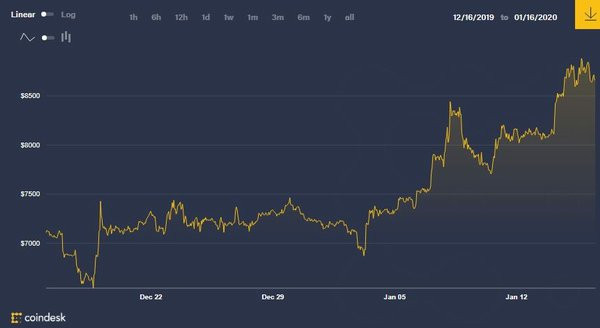 Linear Log 1h 6h 12h 1d 1w 1m 3m 6m 1y all 12/16/2019 to 01/16/2020
$8500
$8000
$7500
$7000
Dec 22 Dec 29 Jan 05 Jan 12
coindesk